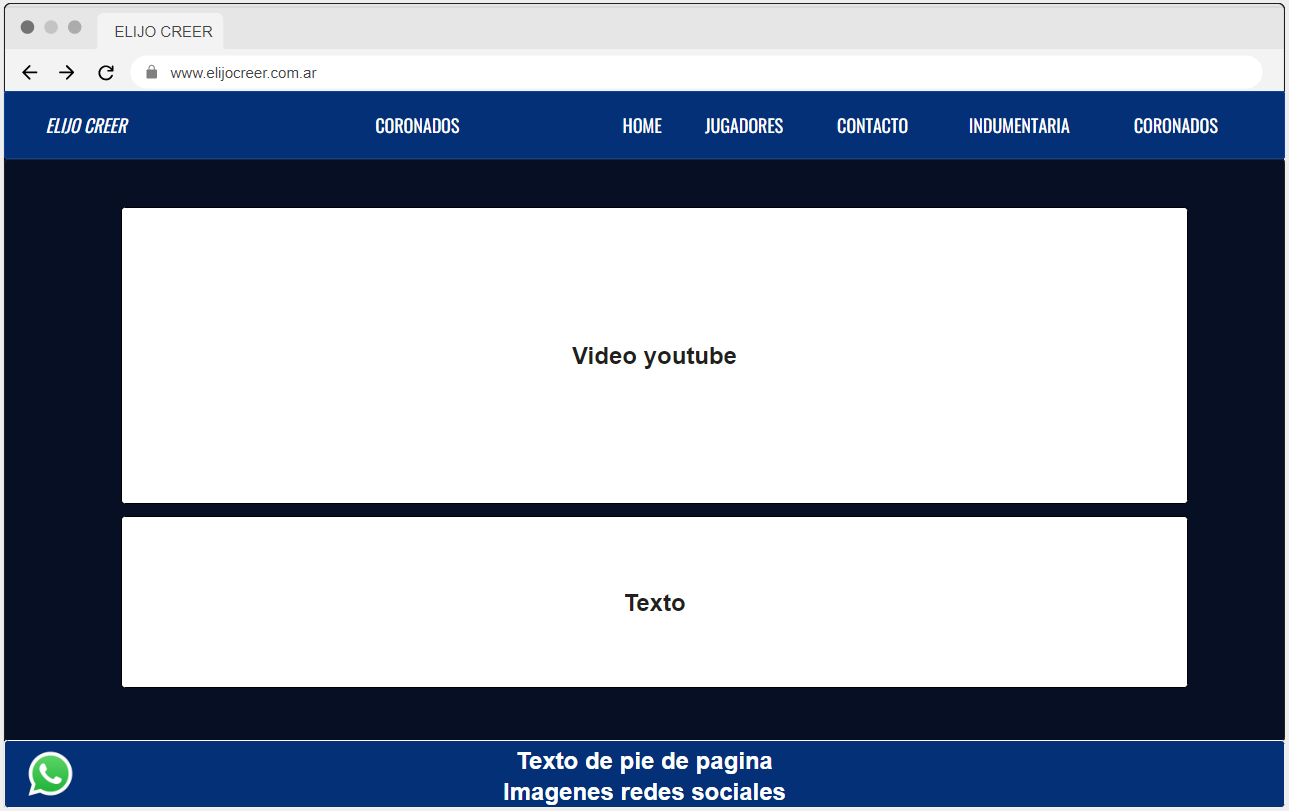 ELIJO CREER
www.elijocreer.com.ar
ELIJO CREER CORONADOS HOME JUGADORES CONTACTO INDUMENTARIA CORONADOS
Video youtube
Texto
Texto de pie de pagina
Imagenes redes sociales